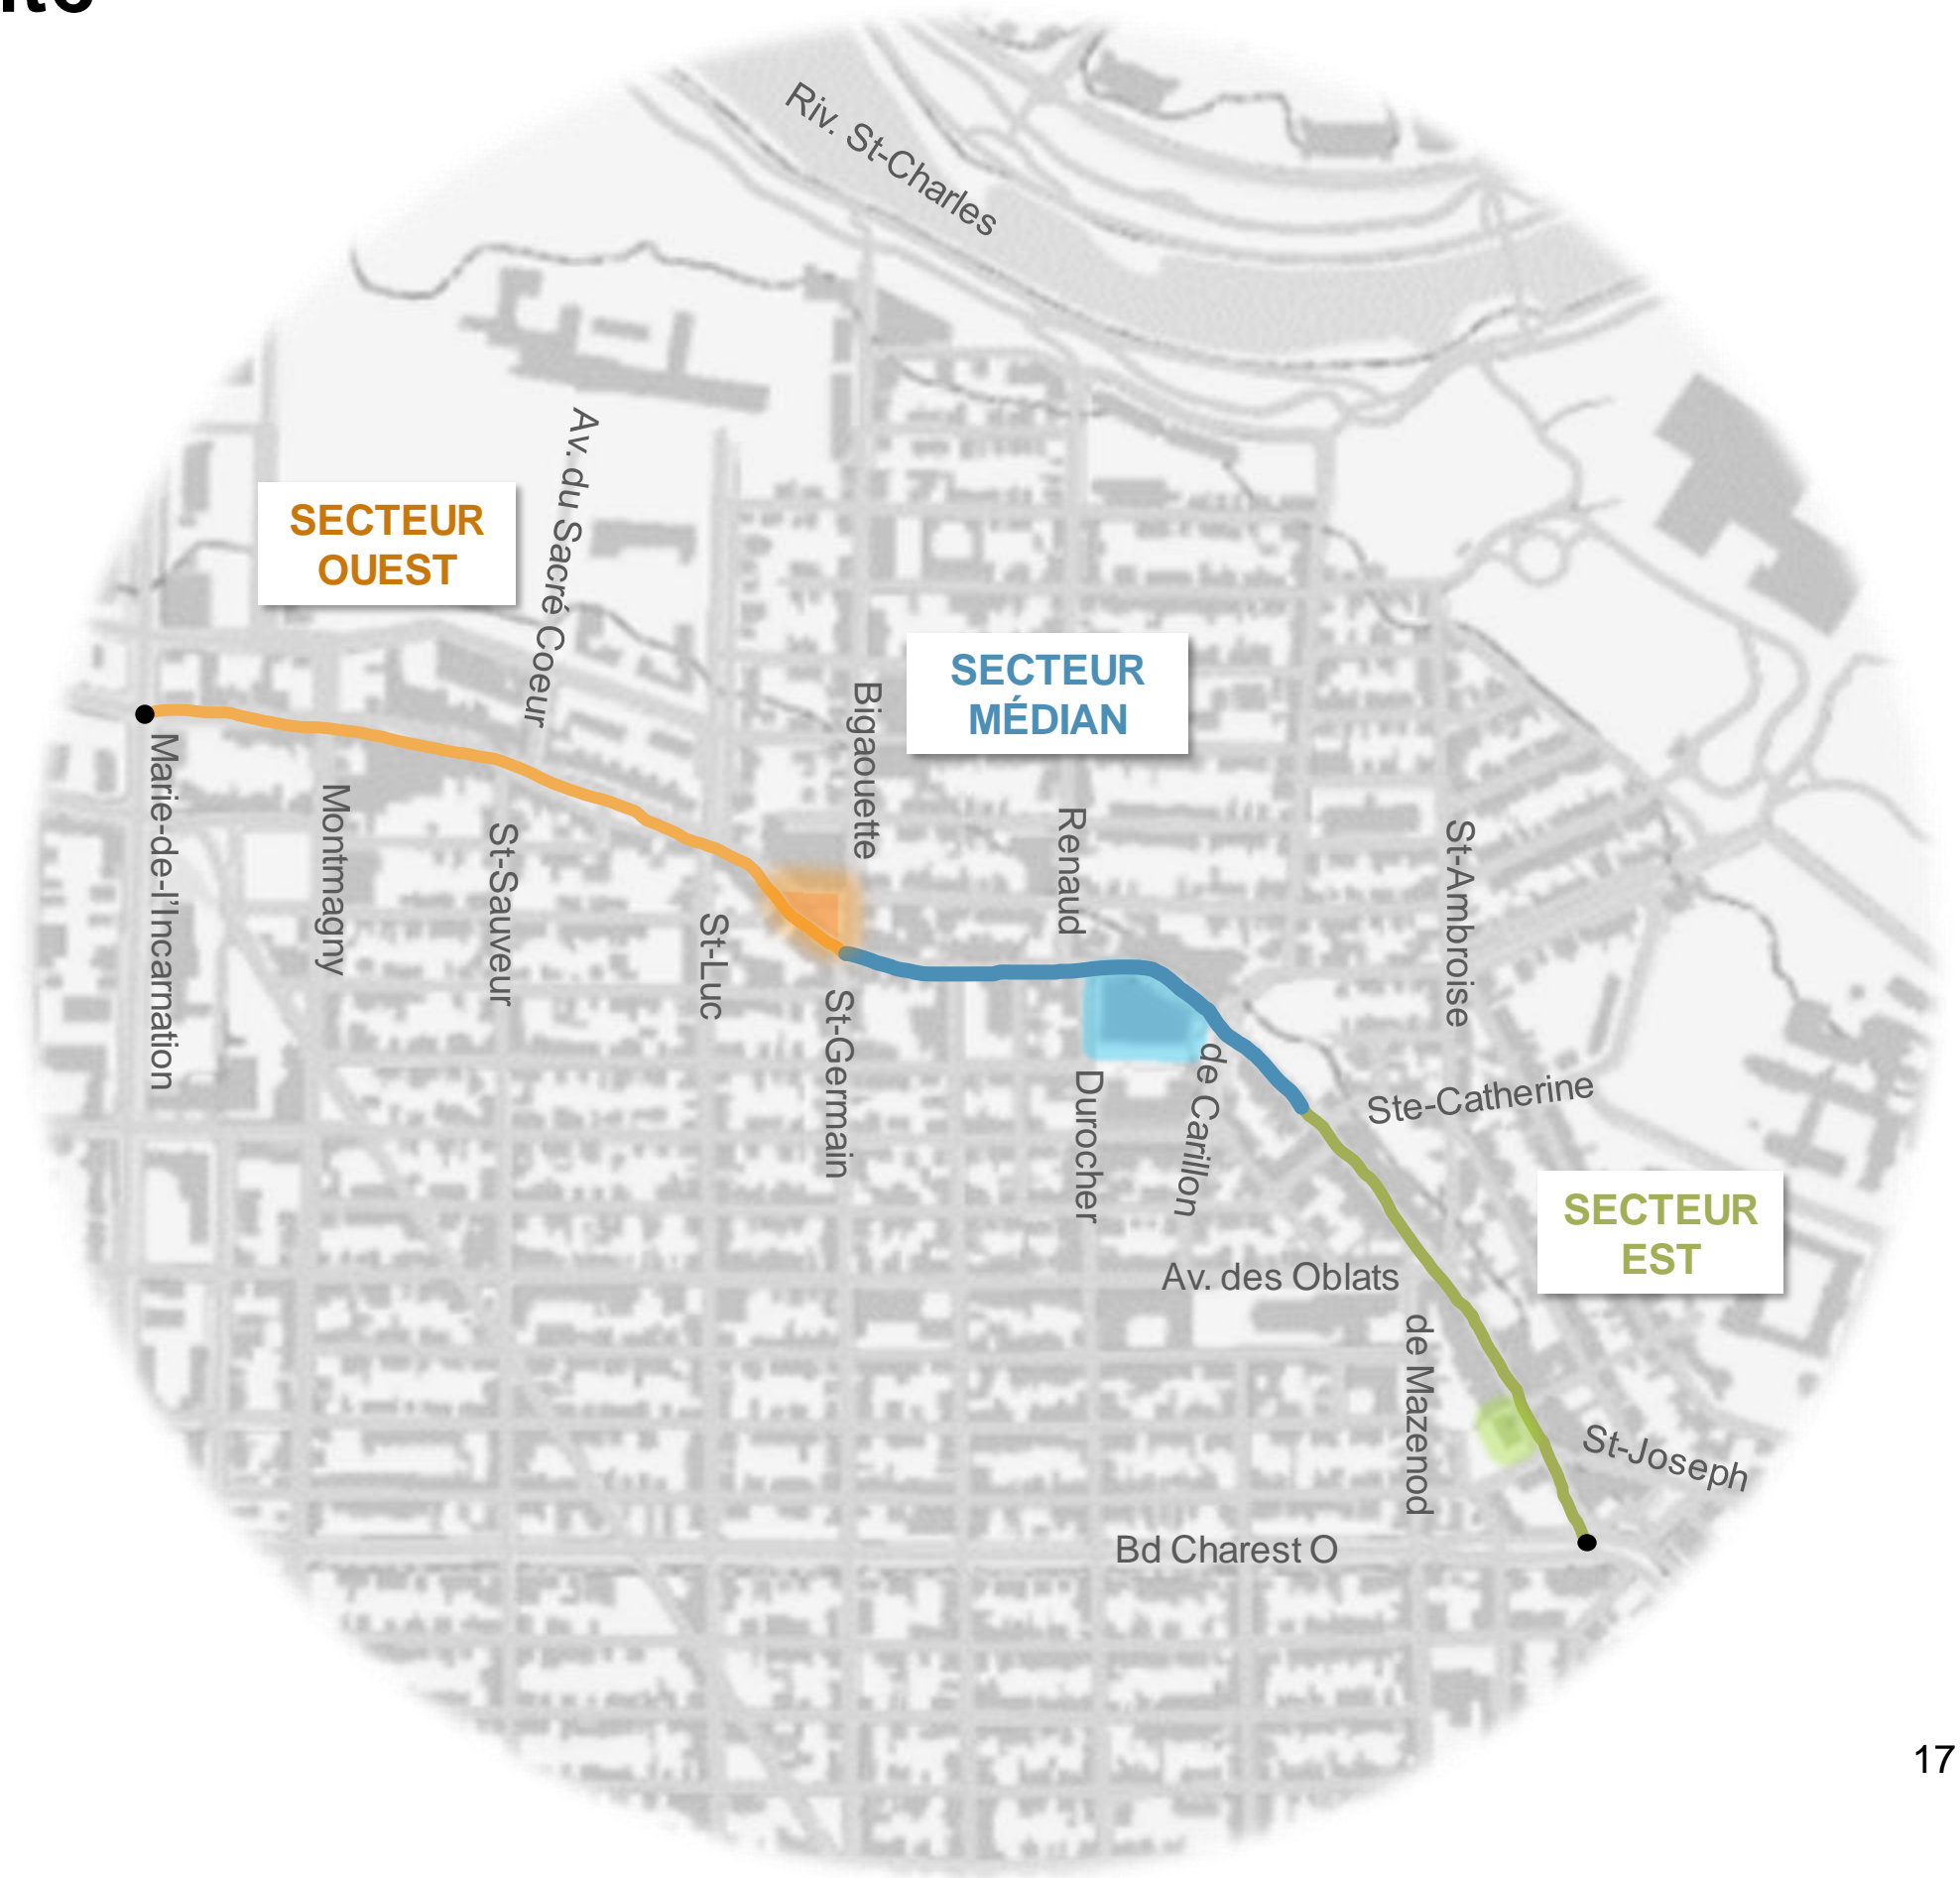 Riv. St-Charles
Av. du Sacré Coeur
SECTEUR
OUEST
SECTEUR
MÉDIAN
Bigaouette
Marie-de-l'Incarnation
Montmagny
St-Sauveur
St-Luc
Renaud
St-Ambroise
St-Germain
de Carillon
Durocher
Ste-Catherine
SECTEUR
EST
Av. des Oblats
de Mazenod
St-Joseph
Bd Charest O
17